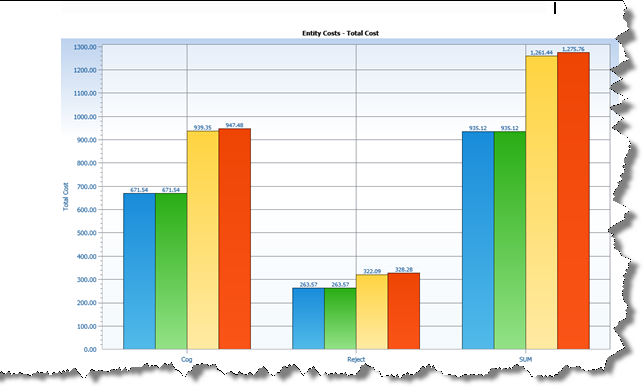 Entity Costs - Total Cost
1300.00
1200.00
1100.00
1000.00
900.00
800.00
700.00
600.00
500.00
400.00
300.00
200.00
100.00
0.00
Total Cost
671.54 671.54 939.35 947.48
263.57 263.57 322.09 328.28
935.12 935.12 1,261.44 1,275.76
Cog Reject SUM